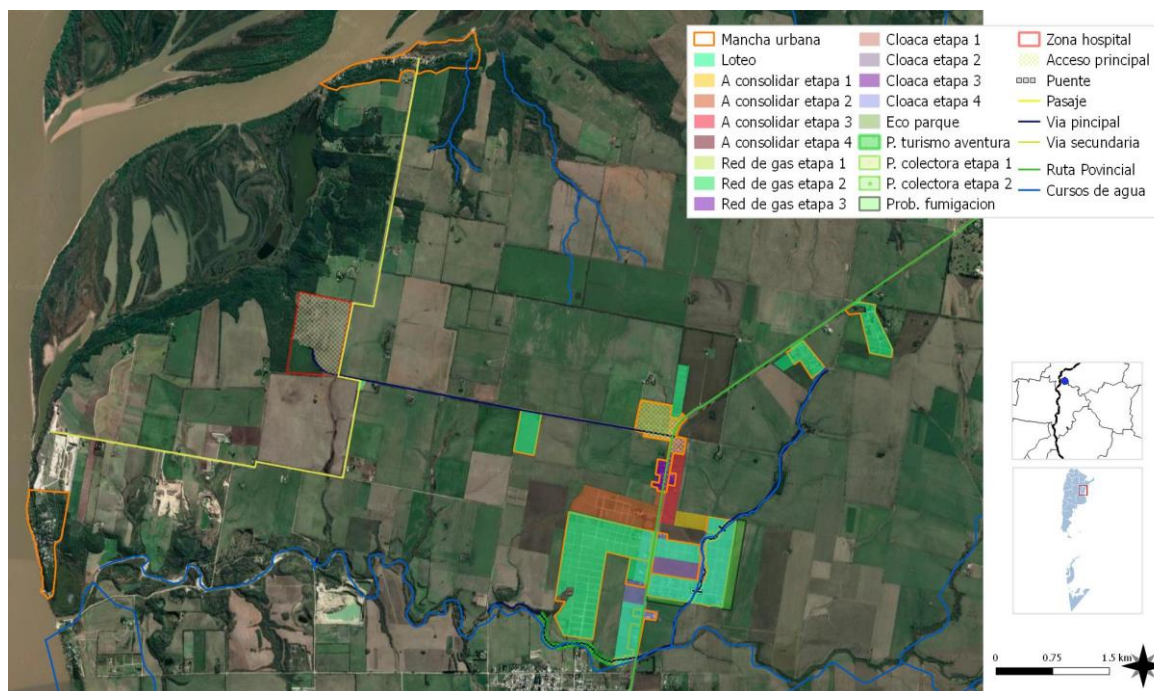 Mancha urbana
Loteo
A consolidar etapa 1
A consolidar etapa 2
A consolidar etapa 3
A consolidar etapa 4
Red de gas etapa 1
Red de gas etapa 2
Red de gas etapa 3
Cloaca etapa 1
Cloaca etapa 2
Cloaca etapa 3
Cloaca etapa 4
Eco parque
P. turismo aventura
P. colectora etapa 1
P. colectora etapa 2
Prob. fumigacion
Zona hospital
Acceso principal
Puente
Pasaje
Via pincipal
Via secundaria
Ruta Povincial
Cursos de agua
0 0.75 1.5 km